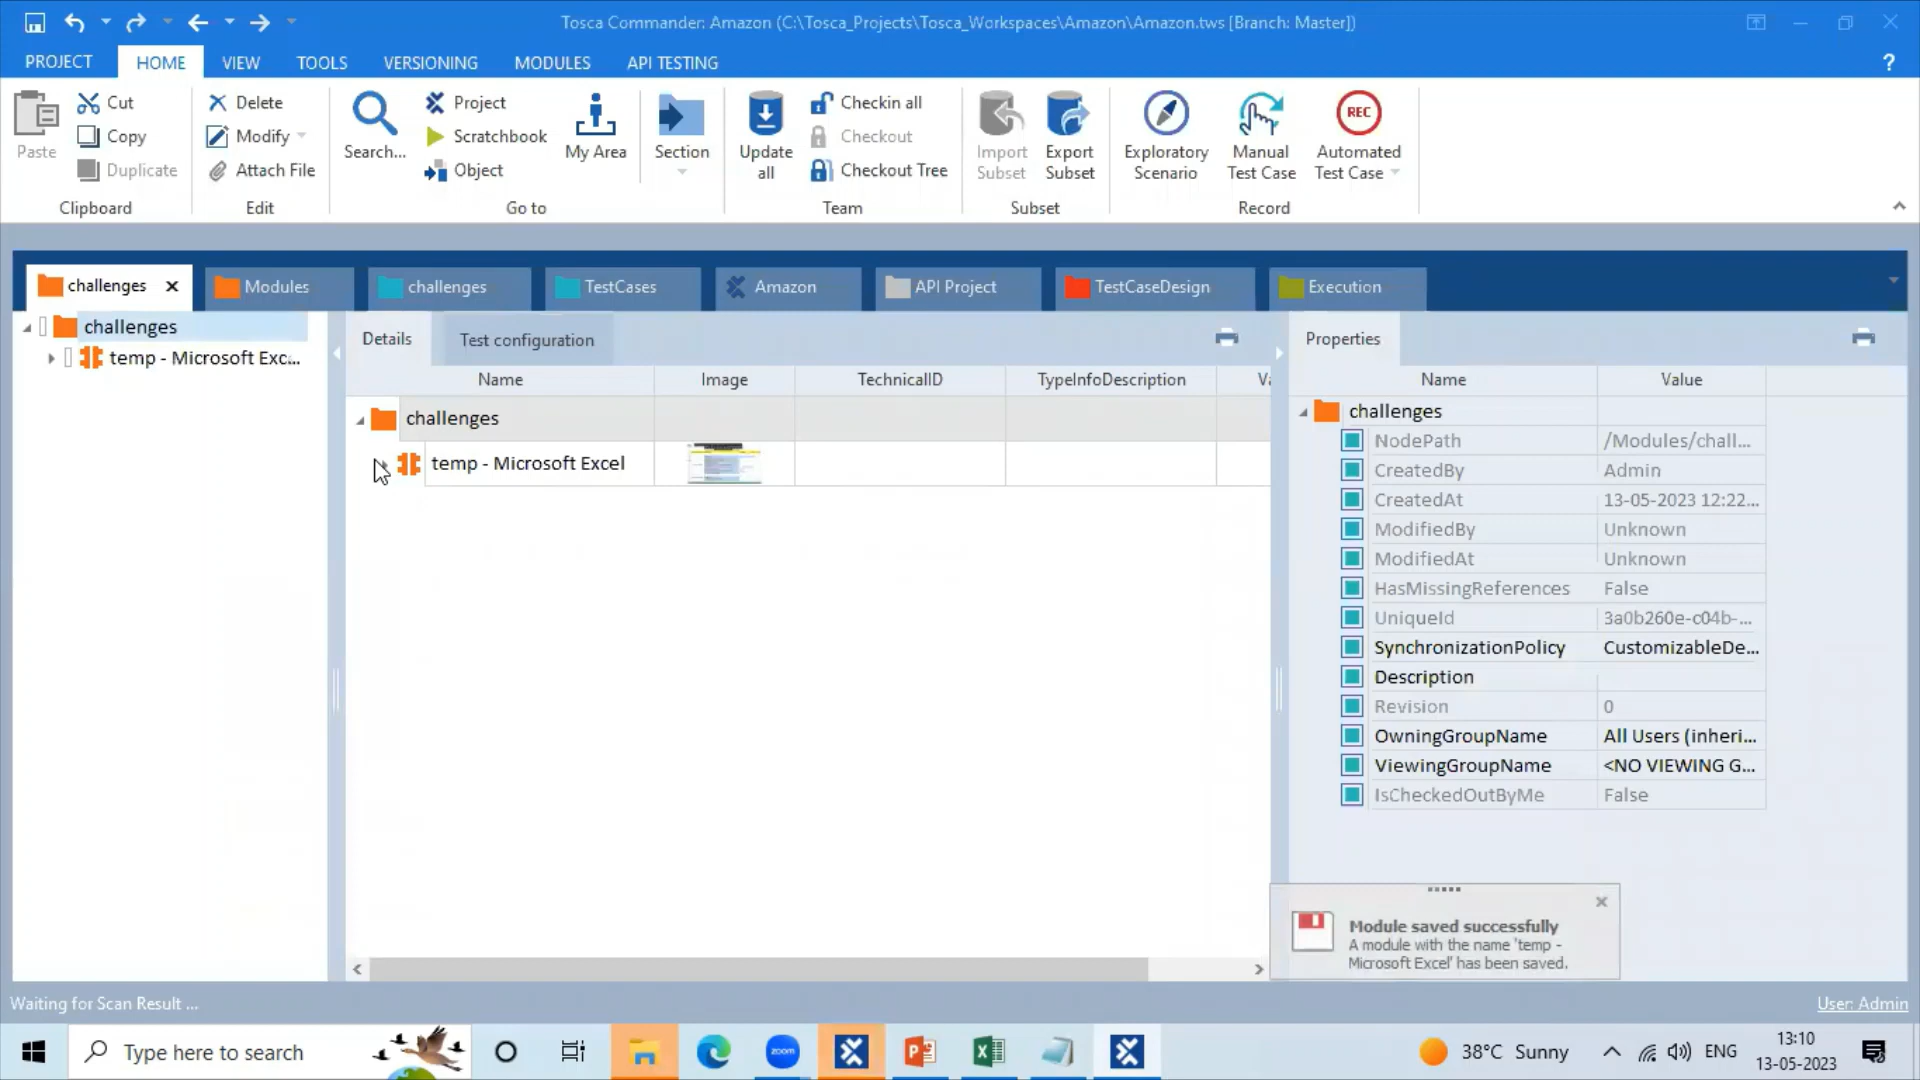 Tosca Commander: Amazon (C:\Tosca_Projects\Tosca_Workspaces\Amazon\Amazon.tws [Branch: Master])
PROJECT HOME VIEW TOOLS VERSIONING MODULES API TESTING ?
Paste
Cut
Copy
Duplicate
Clipboard
Delete
Modify
Attach File
Edit
Search...
Project
Scratchbook
Object
My Area
Section
Go to
Update all
Checkin all
Checkout
Checkout Tree
Team
Import Subset
Export Subset
Subset
Exploratory Scenario
Manual Test Case
REC
Automated Test Case
Record
challenges Modules challenges TestCases Amazon API Project TestCaseDesign Execution
challenges
temp - Microsoft Exc...
Details Test configuration
Name Image TechnicalID TypeInfoDescription Va
challenges
temp - Microsoft Excel
Properties
Name Value
challenges
NodePath /Modules/chall...
CreatedBy Admin
CreatedAt 13-05-2023 12:22...
ModifiedBy Unknown
ModifiedAt Unknown
HasMissingReferences False
UniqueId 3a0b260e-c04b-...
SynchronizationPolicy CustomizableDe...
Description
Revision 0
OwningGroupName All Users (inheri...
ViewingGroupName <NO VIEWING G...
IsCheckedOutByMe False
Module saved successfully
A module with the name 'temp -
Microsoft Excel' has been saved.
Waiting for Scan Result ... User: Admin
Type here to search
zoom
38°C Sunny
ENG
13:10
13-05-2023